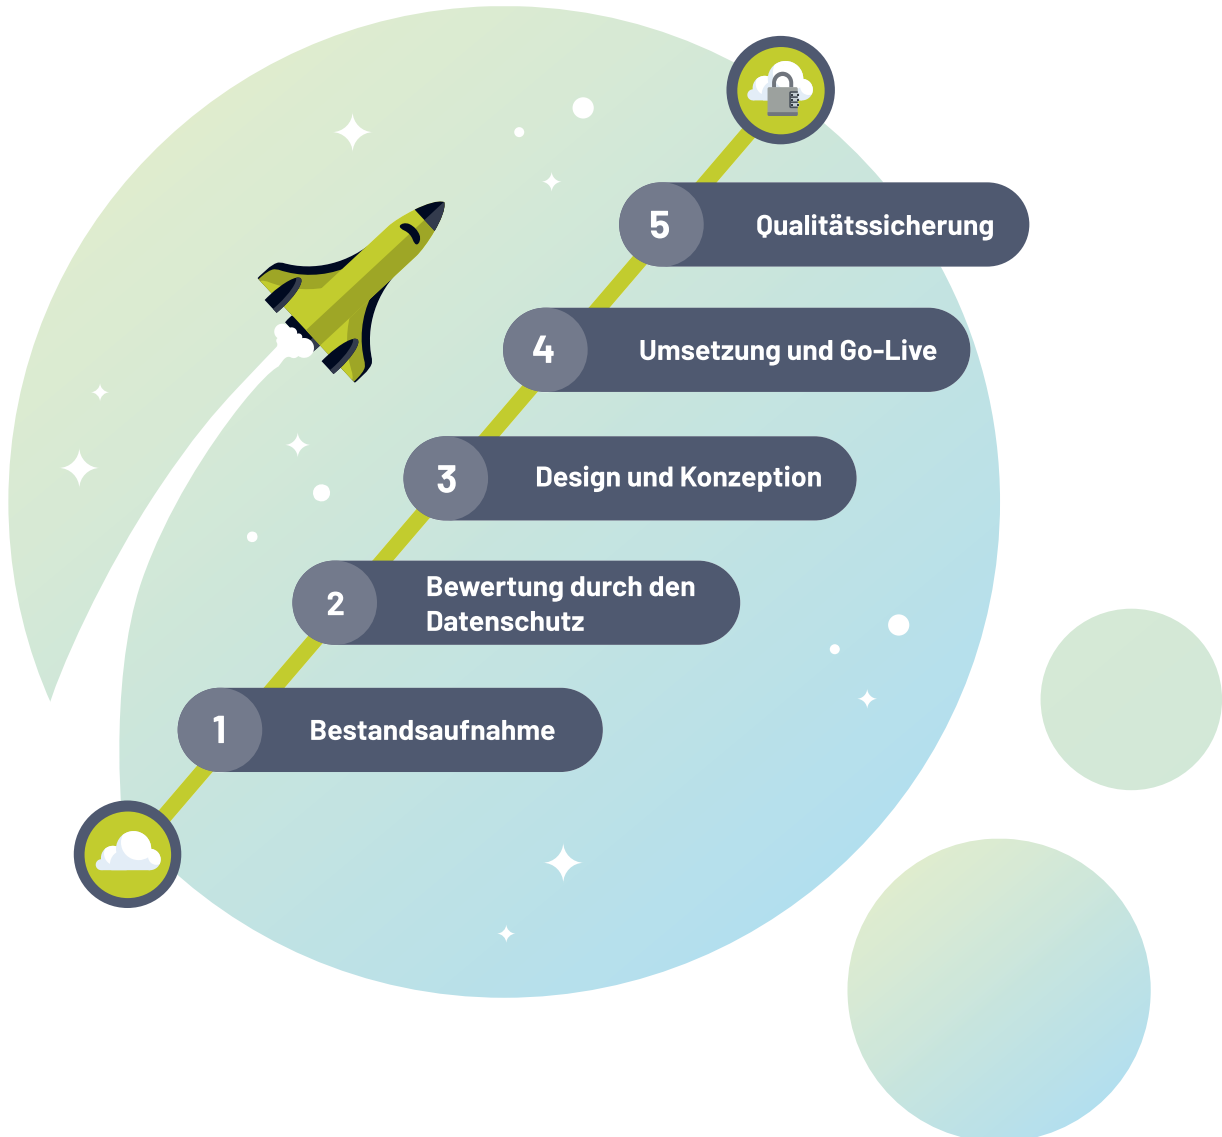 5 Qualitätssicherung
4 Umsetzung und Go-Live
3 Design und Konzeption
2 Bewertung durch den
Datenschutz
1 Bestandsaufnahme